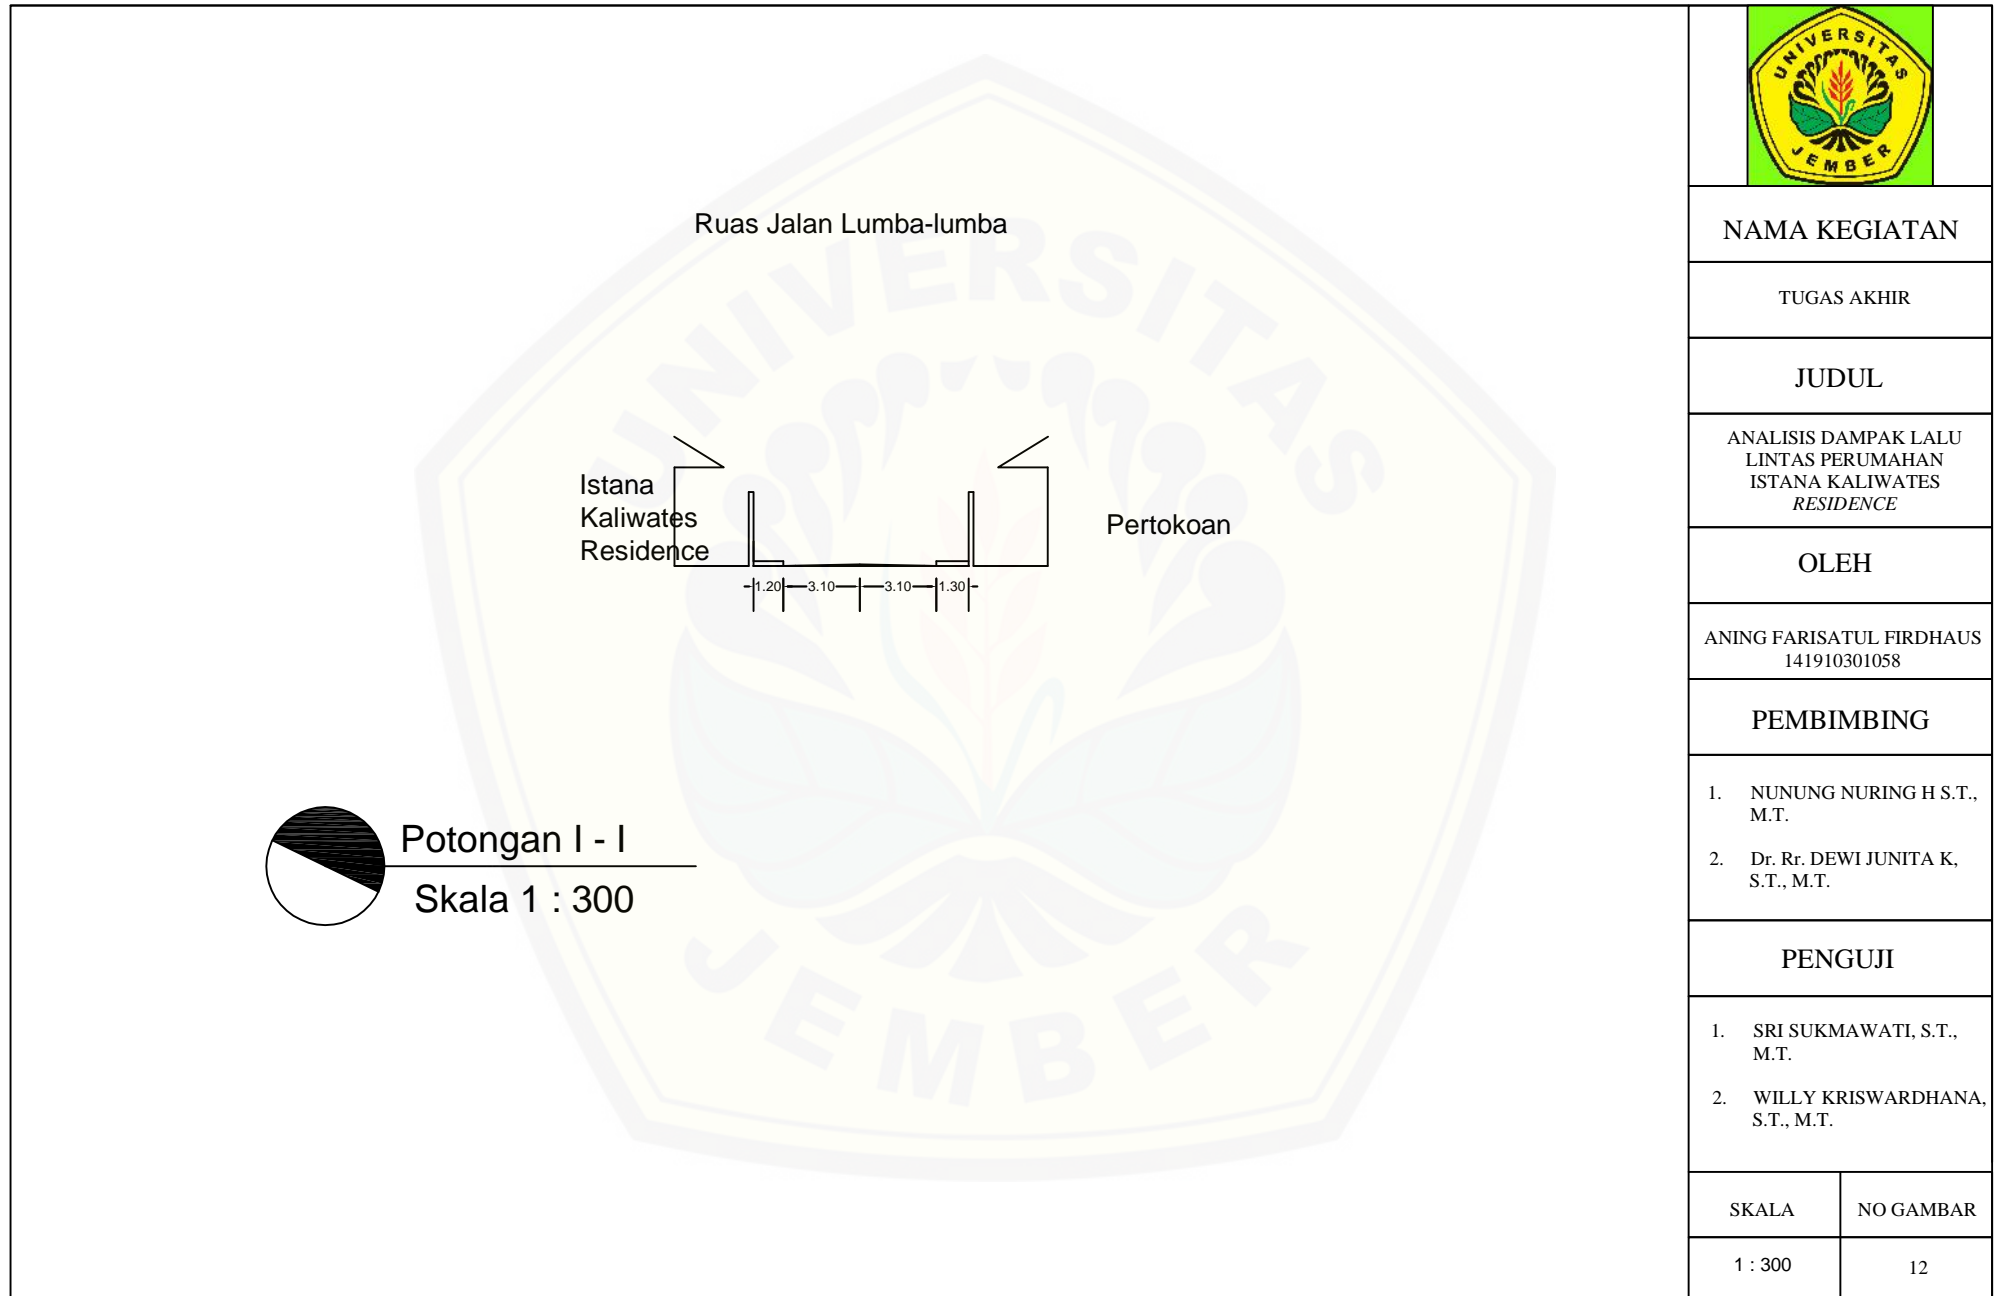 Ruas Jalan Lumba-lumba
Istana
Kaliwates
Residence
Pertokoan
1.20 3.10 3.10 1.30
Potongan I - I
Skala 1 : 300
UNIVERSITAS
JEMBER
UNIVERSITAS
JEMBER
NAMA KEGIATAN
TUGAS AKHIR
JUDUL
ANALISIS DAMPAK LALU
LINTAS PERUMAHAN
ISTANA KALIWATES
RESIDENCE
OLEH
ANING FARISATUL FIRDHAUS
141910301058
PEMBIMBING
1. NUNUNG NURING H S.T.,
M.T.
2. Dr. Rr. DEWI JUNITA K,
S.T., M.T.
PENGUJI
1. SRI SUKMAWATI, S.T.,
M.T.
2. WILLY KRISWARDHANA,
S.T., M.T.
SKALA NO GAMBAR
1 : 300 12